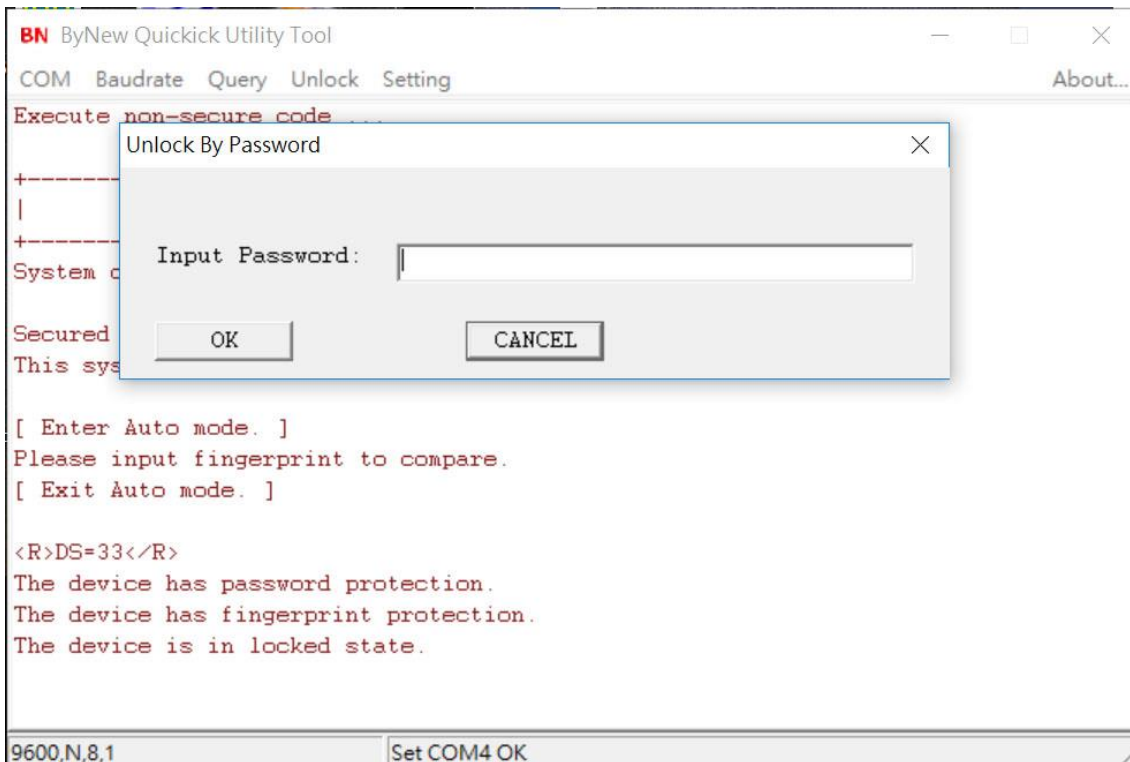 BN ByNew Quickick Utility Tool
COM Baudrate Query Unlock Setting About...
Execute non-secure code ...
Unlock By Password
+-------
|
+-------
Input Password:
System
Secured
OK CANCEL
This
[ Enter Auto mode. ]
Please input fingerprint to compare.
[ Exit Auto mode. ]
<R>DS=33</R>
The device has password protection.
The device has fingerprint protection.
The device is in locked state.
9600,N,8,1 Set COM4 OK